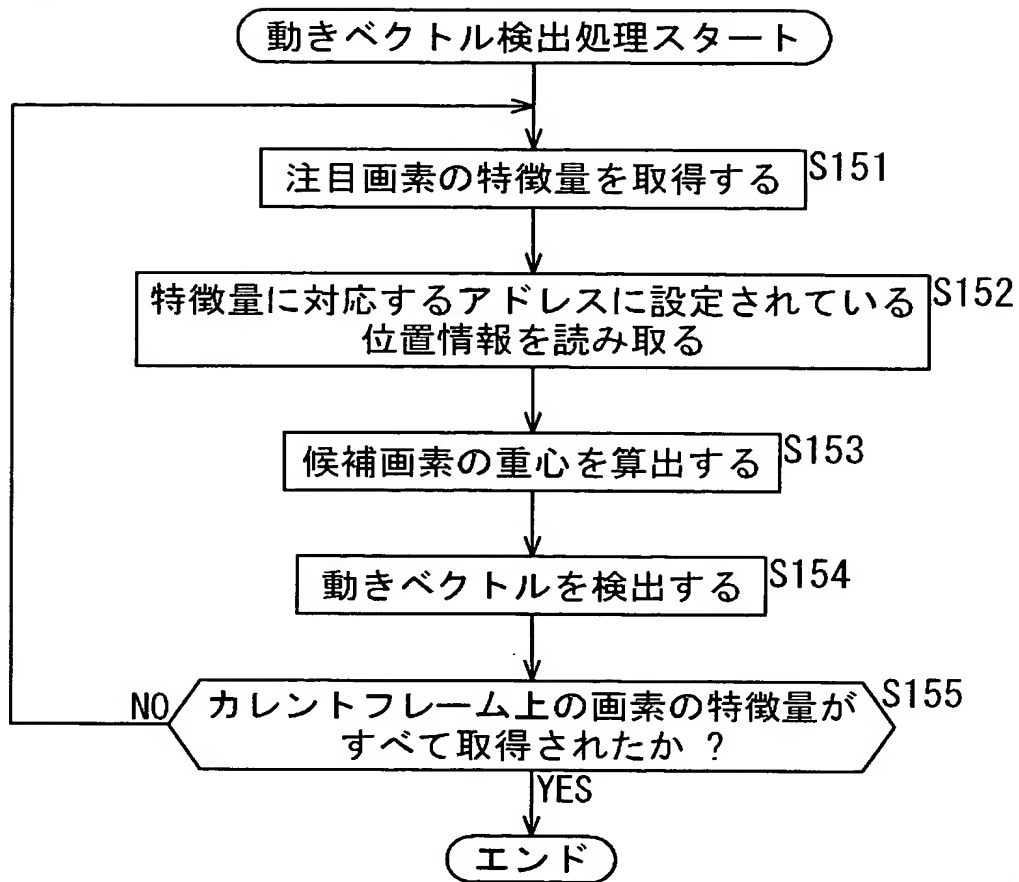 動きベクトル検出処理スタート
注目画素の特徴量を取得する
S151
特徴量に対応するアドレスに設定されている
位置情報を読み取る
S152
候補画素の重心を算出する
S153
動きベクトルを検出する
S154
カレントフレーム上の画素の特徴量が
すべて取得されたか ?
S155
NO
YES
エンド